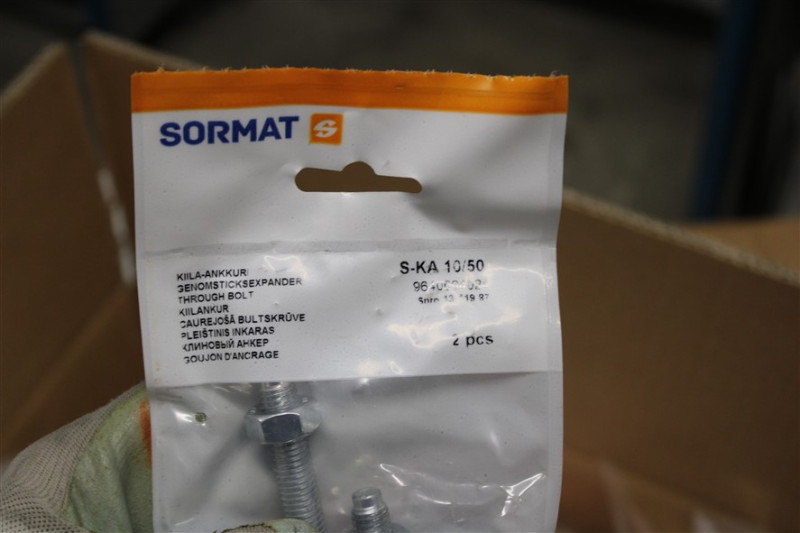 SORMAT S
KIILA-ANKKURI
GENOMSTICKSEXPANDER
THROUGH BOLT
KIILANKUR
CAUREJOŠĀ BULTSKRŪVE
PLEIŠTINIS INKARAS
КЛИНОВЫЙ АНКЕР
GOUJON D'ANCRAGE
S-KA 10/50
2 pcs